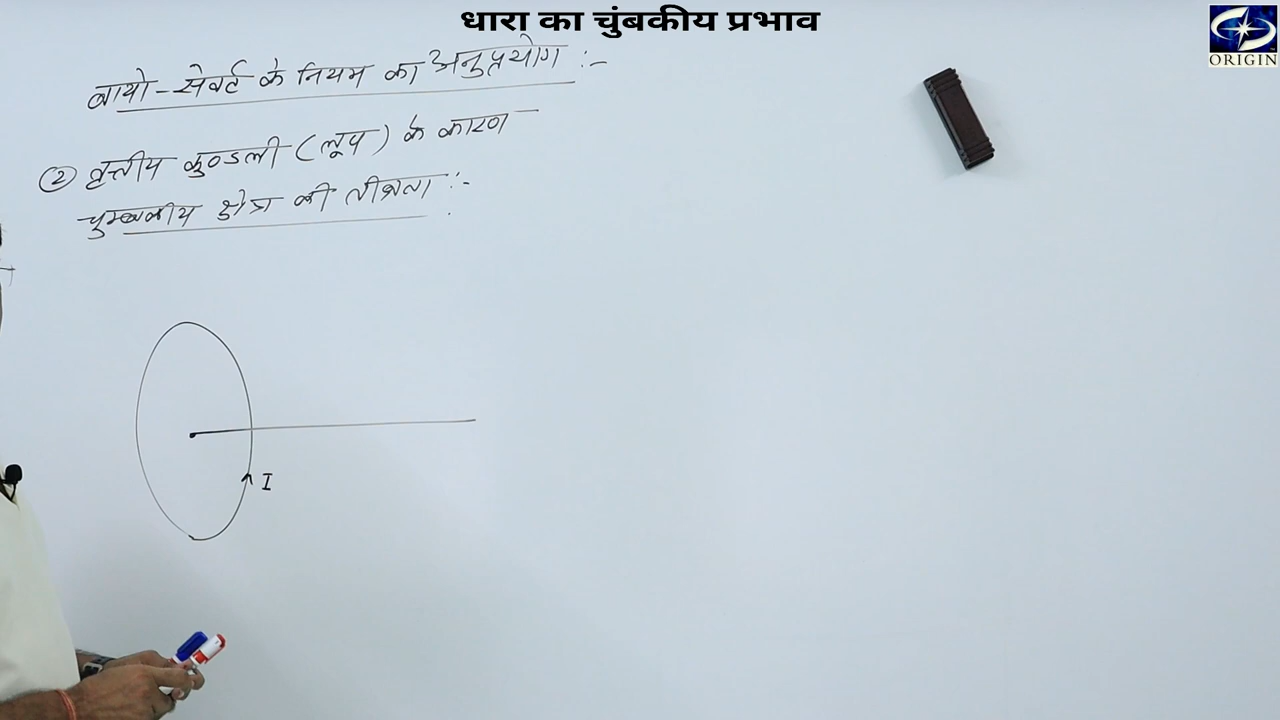 धारा का चुंबकीय प्रभाव
ORIGIN
बायो-सेवर्ट के नियम का अनुप्रयोग :-
② वृत्तीय कुण्डली (लूप) के कारण
चुम्बकीय क्षेत्र की तीव्रता :-
I